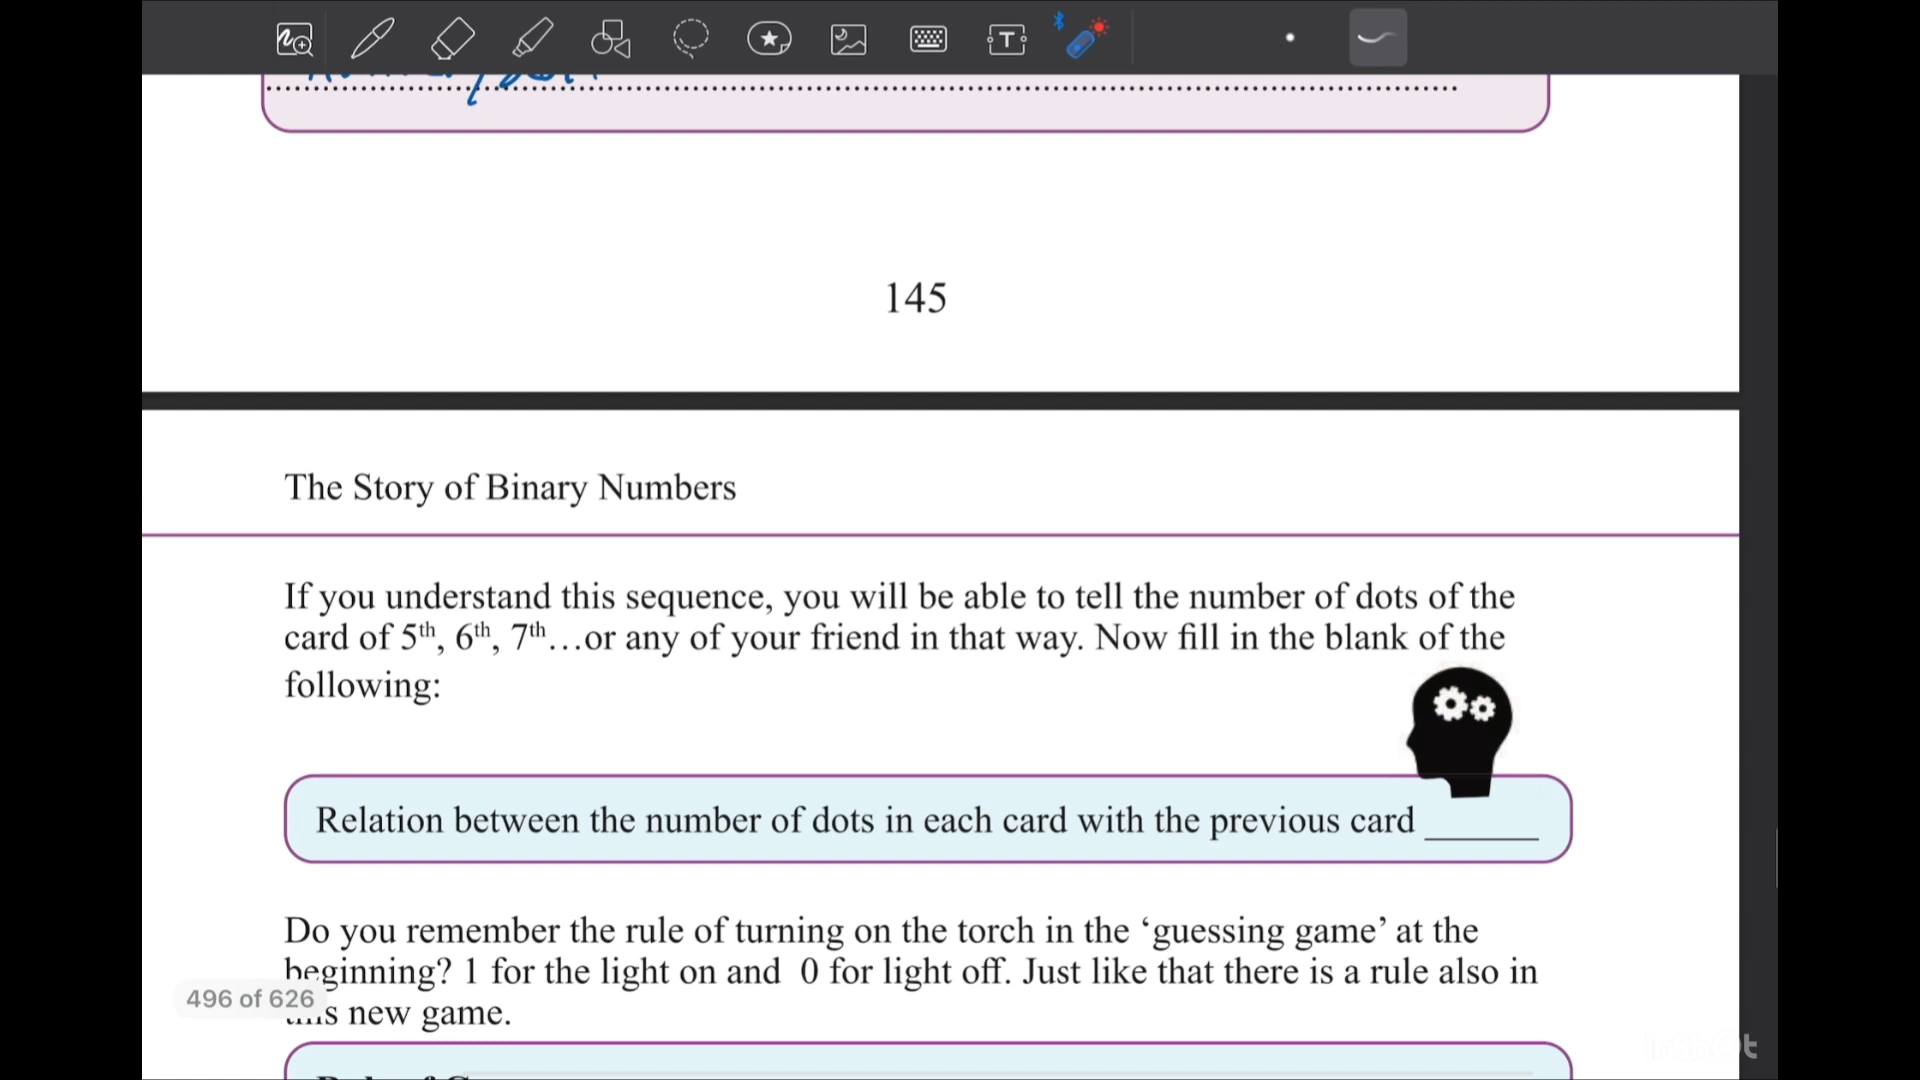 145
The Story of Binary Numbers
If you understand this sequence, you will be able to tell the number of dots of the
card of 5th, 6th, 7th...or any of your friend in that way. Now fill in the blank of the
following:
Relation between the number of dots in each card with the previous card ______
Do you remember the rule of turning on the torch in the ‘guessing game’ at the
beginning? 1 for the light on and 0 for light off. Just like that there is a rule also in
496 of 626
new game.